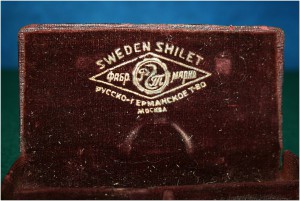 SWEDEN SHILET
ФАБР. МАРКА
РУССКО-ГЕРМАНСКОЕ Т-ВО
МОСКВА